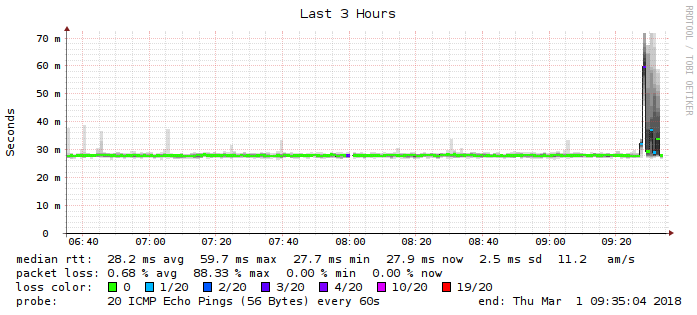 Last 3 Hours
RRDTOOL / TOBI OETIKER
Seconds
70 m
60 m
50 m
40 m
30 m
20 m
10 m
0
06:40 07:00 07:20 07:40 08:00 08:20 08:40 09:00 09:20
median rtt: 28.2 ms avg 59.7 ms max 27.7 ms min 27.9 ms now 2.5 ms sd 11.2 am/s
packet loss: 0.68 % avg 88.33 % max 0.00 % min 0.00 % now
loss color: 0 1/20 2/20 3/20 4/20 10/20 19/20
probe: 20 ICMP Echo Pings (56 Bytes) every 60s end: Thu Mar 1 09:35:04 2018